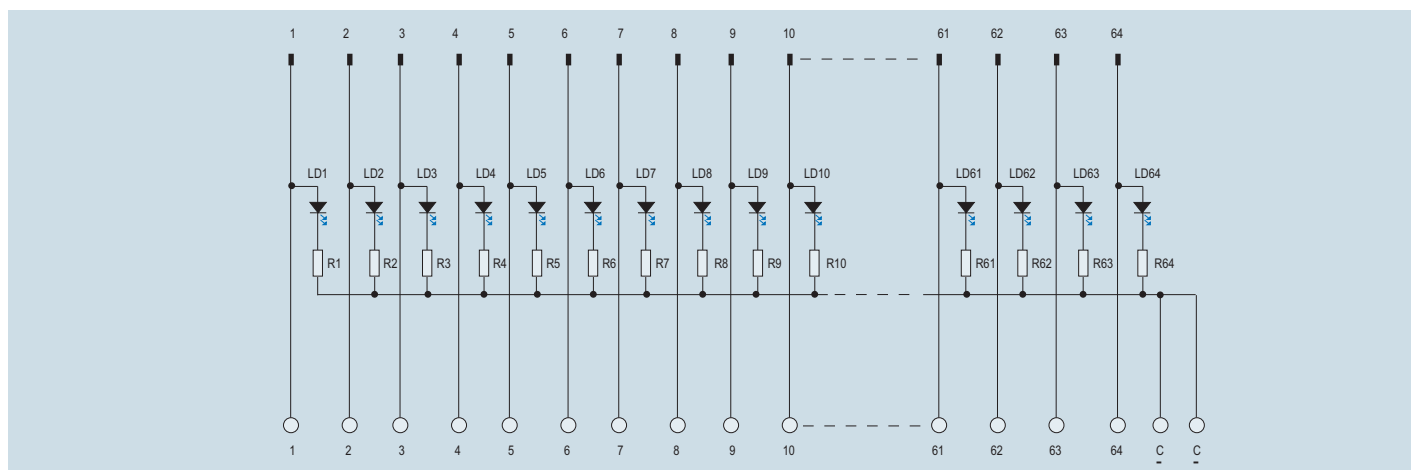 1 2 3 4 5 6 7 8 9 10 61 62 63 64
LD1 LD2 LD3 LD4 LD5 LD6 LD7 LD8 LD9 LD10 LD61 LD62 LD63 LD64
R1 R2 R3 R4 R5 R6 R7 R8 R9 R10 R61 R62 R63 R64
1 2 3 4 5 6 7 8 9 10 61 62 63 64 C C
- -